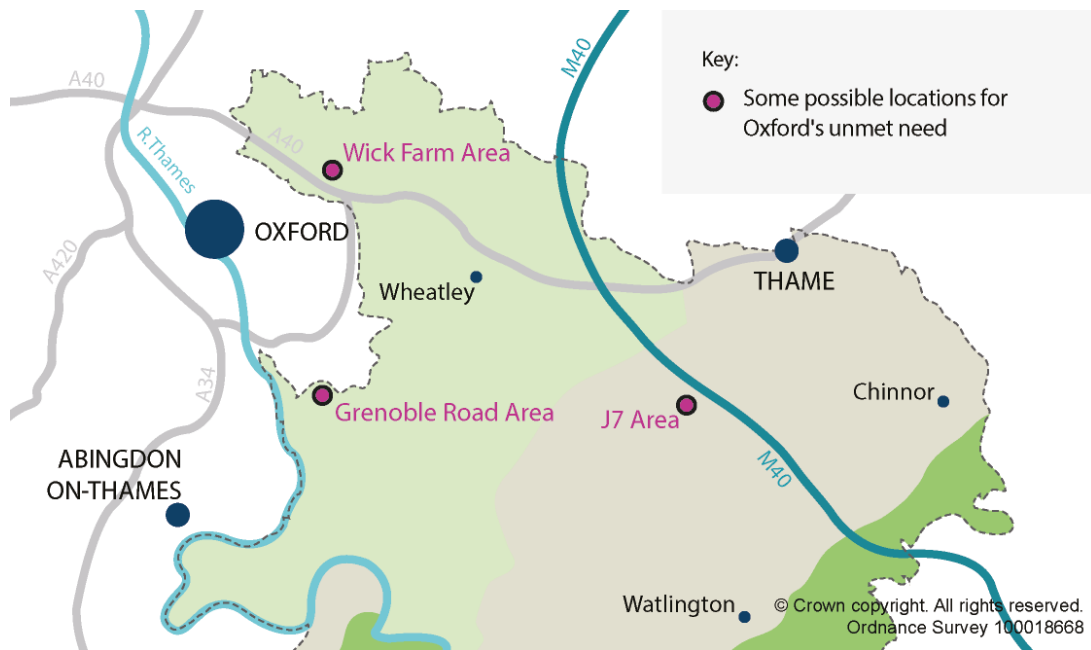 A40
M40
Key:
Some possible locations for
Oxford's unmet need
R.Thames
A40
Wick Farm Area
OXFORD
A420
Wheatley
THAME
A34
Grenoble Road Area
J7 Area
Chinnor
ABINGDON
ON-THAMES
M40
Watlington
© Crown copyright. All rights reserved.
Ordnance Survey 100018668